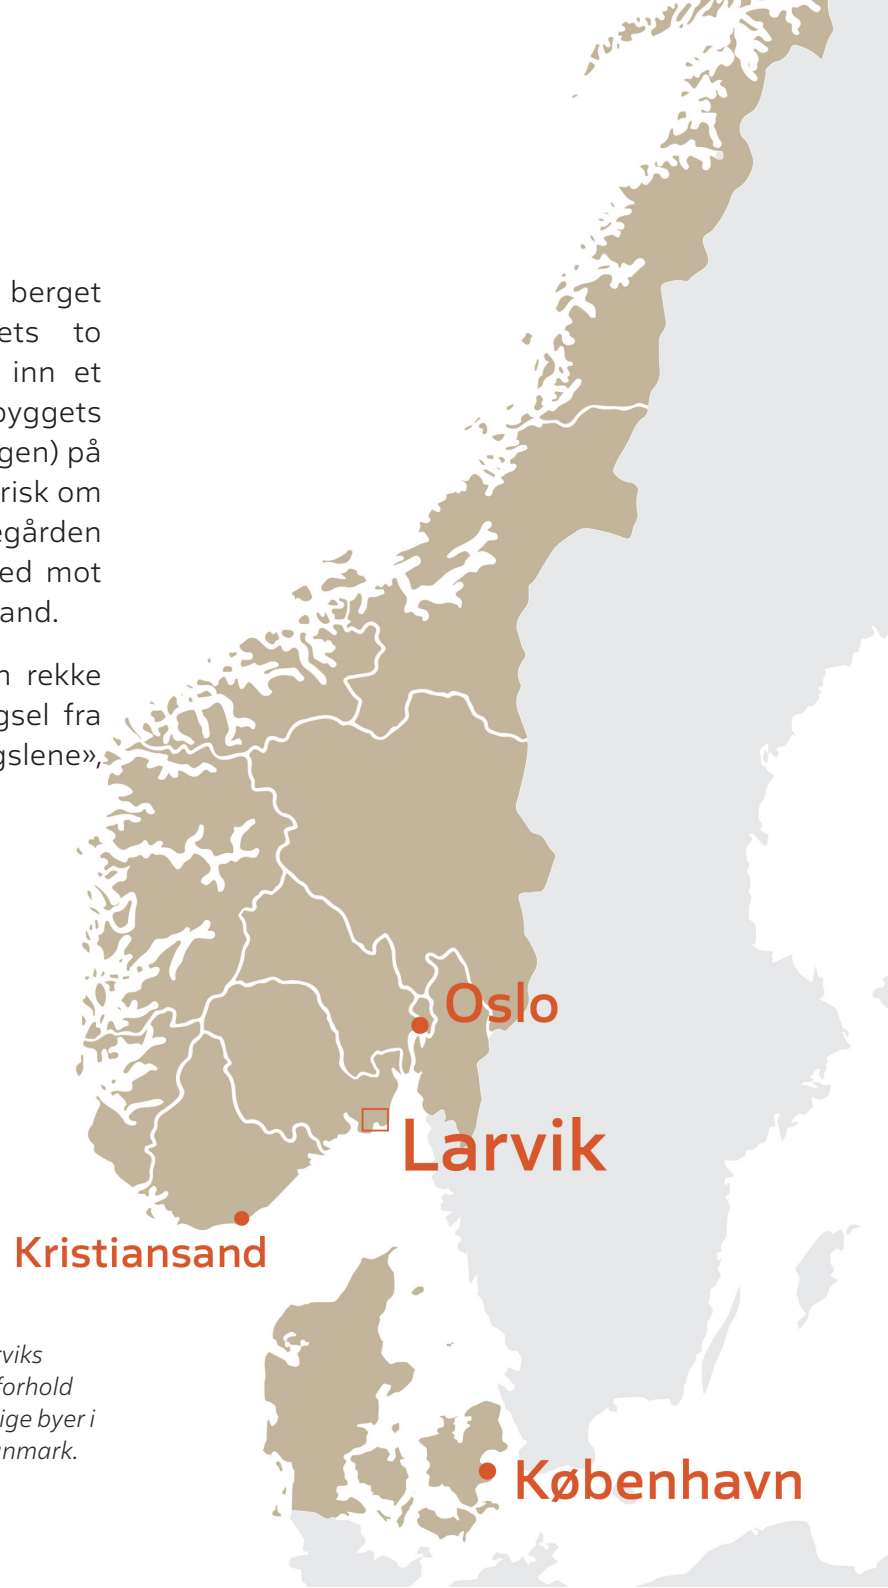 berget
ets to
inn et
byggets
gen) på
risk om
egården
ed mot
and.
n rekke
gsel fra
gslene»,
Oslo
Larvik
Kristiansand
rviks
forhold
ige byer i
nmark.
København